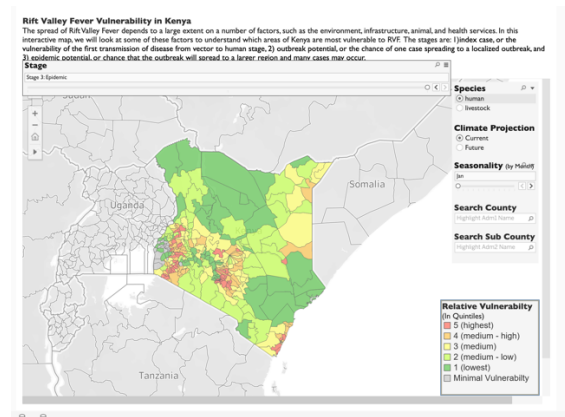 Rift Valley Fever Vulnerability in Kenya
The spread of Rift Valley Fever depends to a large extent on a number of factors, such as the environment, infrastructure, animal, and health services. In this
interactive map, we will look at some of these factors to understand which areas of Kenya are most vulnerable to RVF. The stages are: 1)index case, or the
vulnerability of the first transmission of disease from vector to human stage, 2) outbreak potential, or the chance of one case spreading to a localized outbreak, and
3) epidemic potential, or chance that the outbreak will spread to a larger region and many cases may occur.
Stage
Stage 3: Epidemic
Species
human
livestock
Climate Projection
Current
Future
Seasonality (by Month)
Jan
Search County
Highlight Adm1 Name
Search Sub County
Highlight Adm2 Name
Sudan
Somalia
Uganda
Tanzania
Relative Vulnerabilty
(In Quintiles)
5 (highest)
4 (medium - high)
3 (medium)
2 (medium - low)
1 (lowest)
Minimal Vulnerabilty